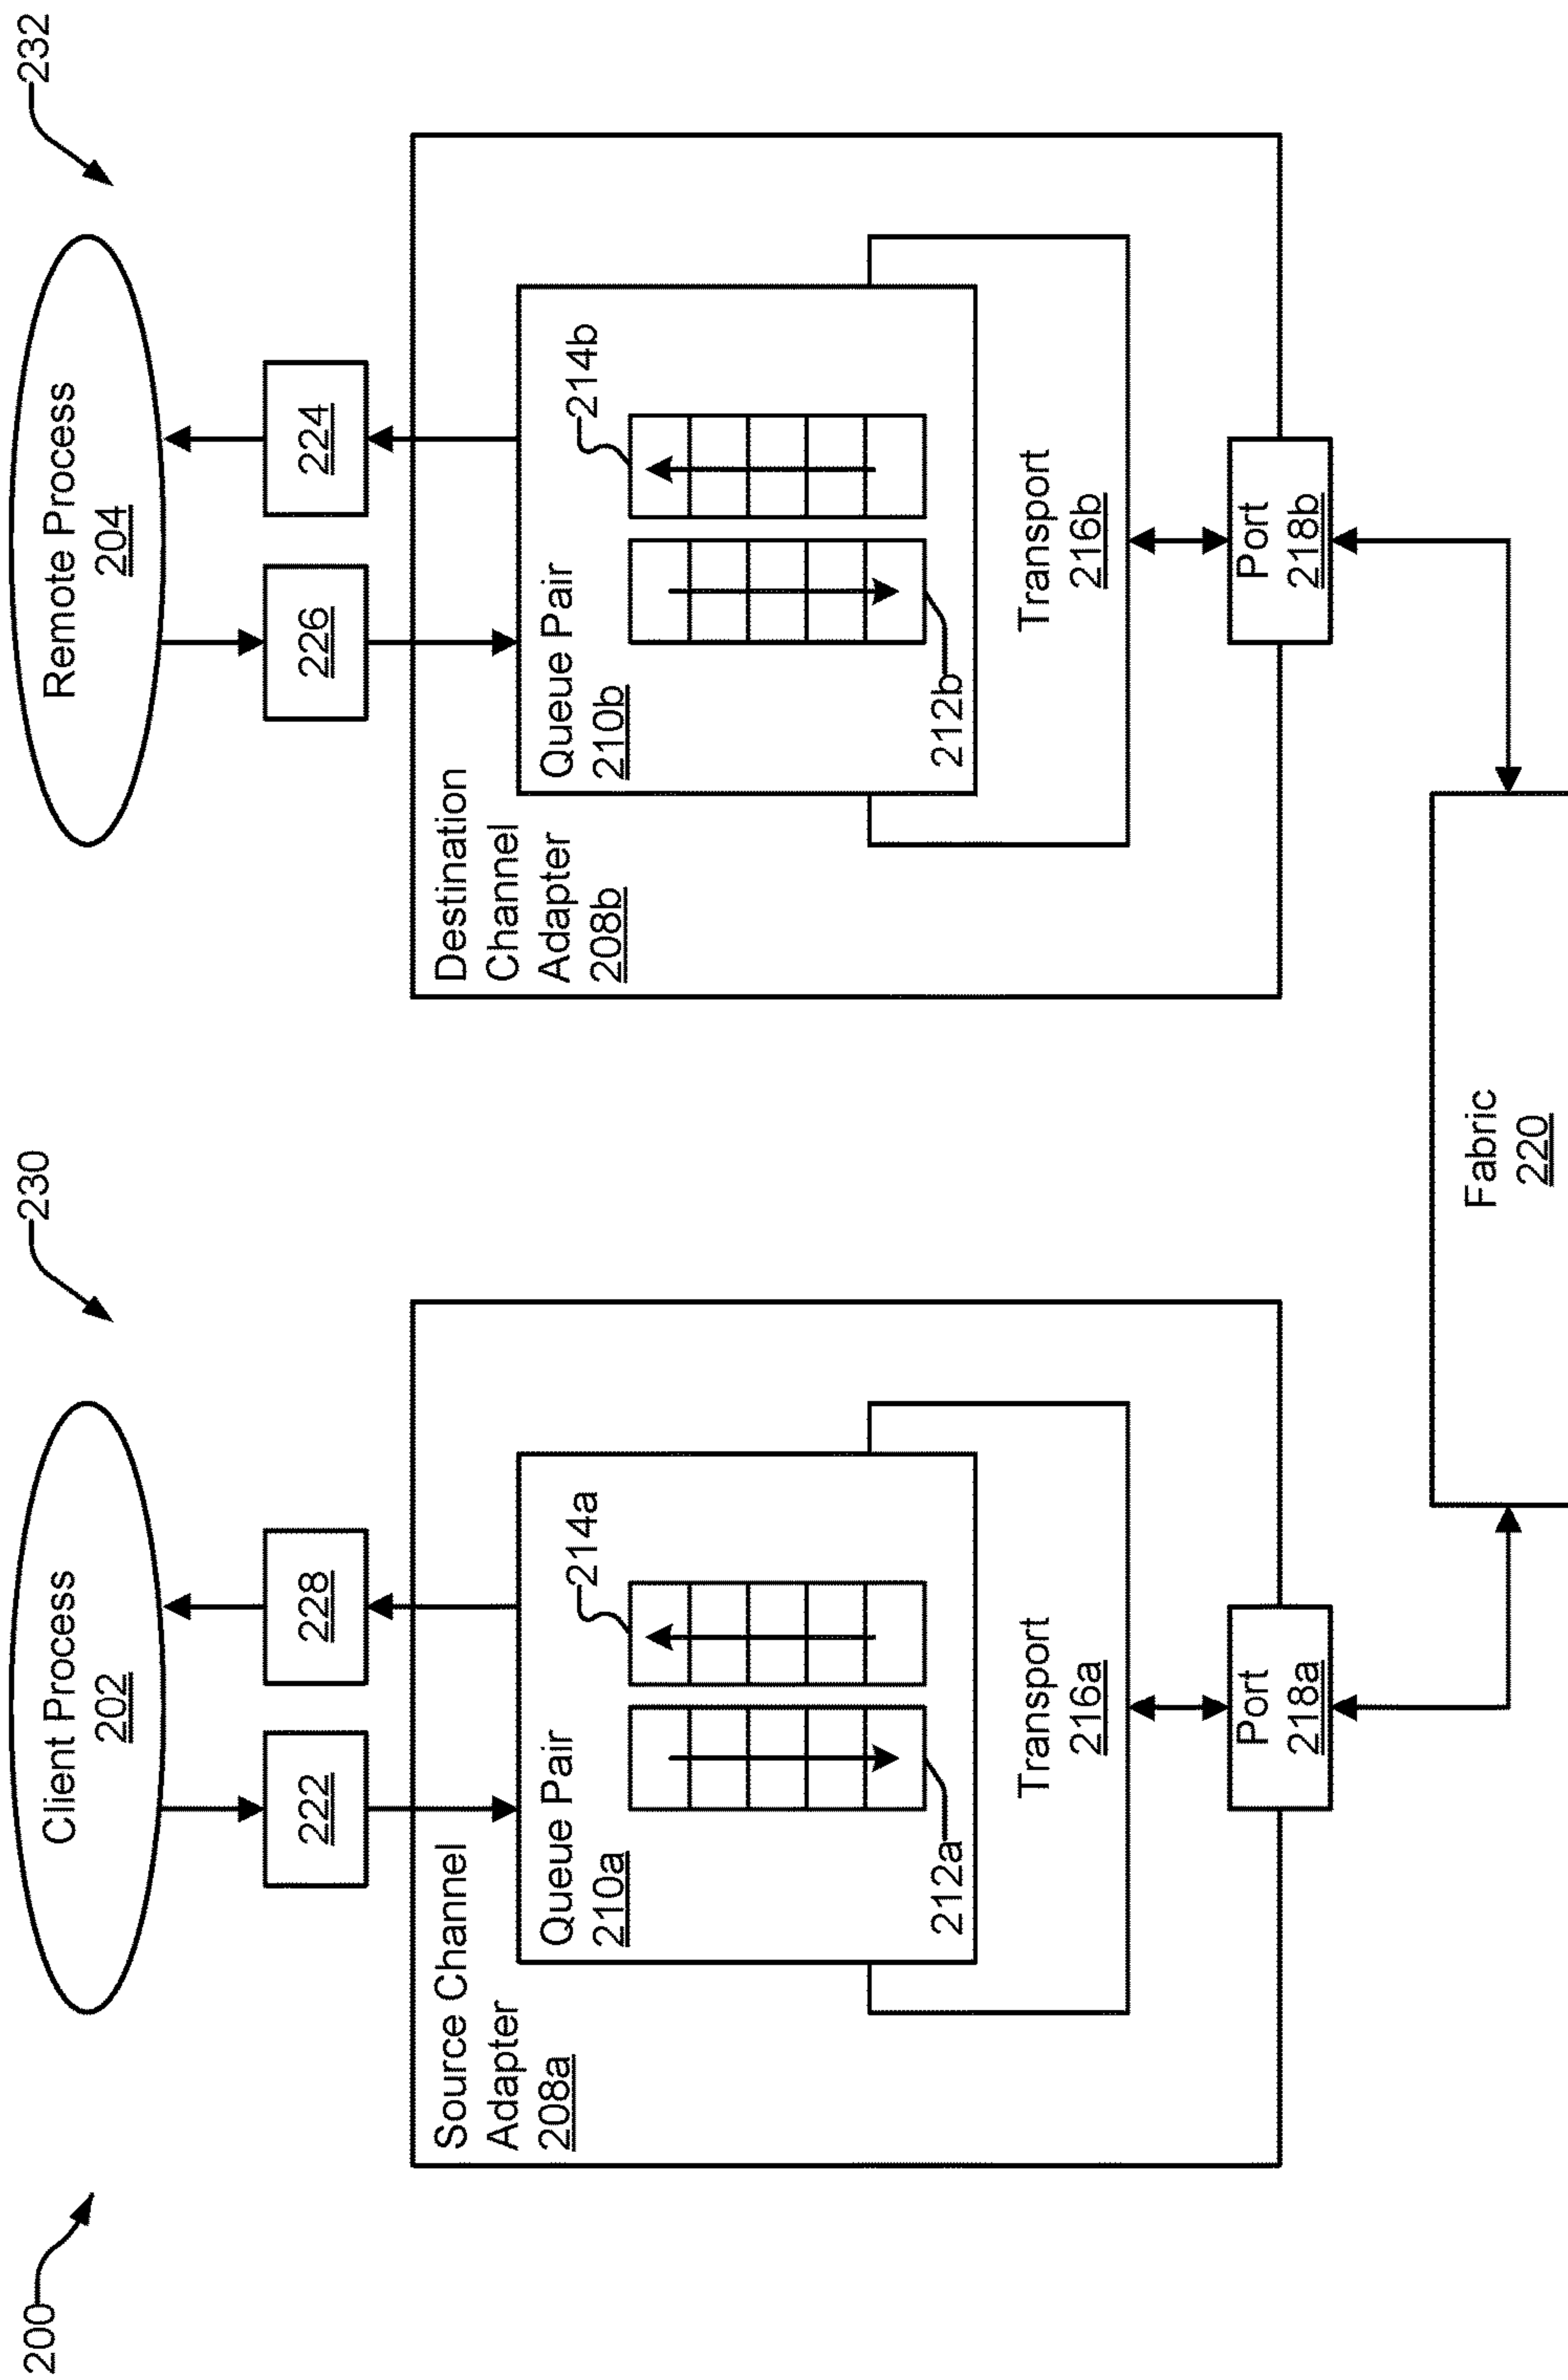 200
230
232
Client Process
202
Remote Process
204
222
228
226
224
Source Channel
Adapter
208a
Queue Pair
210a
214a
212a
Transport
216a
Port
218a
Destination
Channel
Adapter
208b
Queue Pair
210b
214b
212b
Transport
216b
Port
218b
Fabric
220